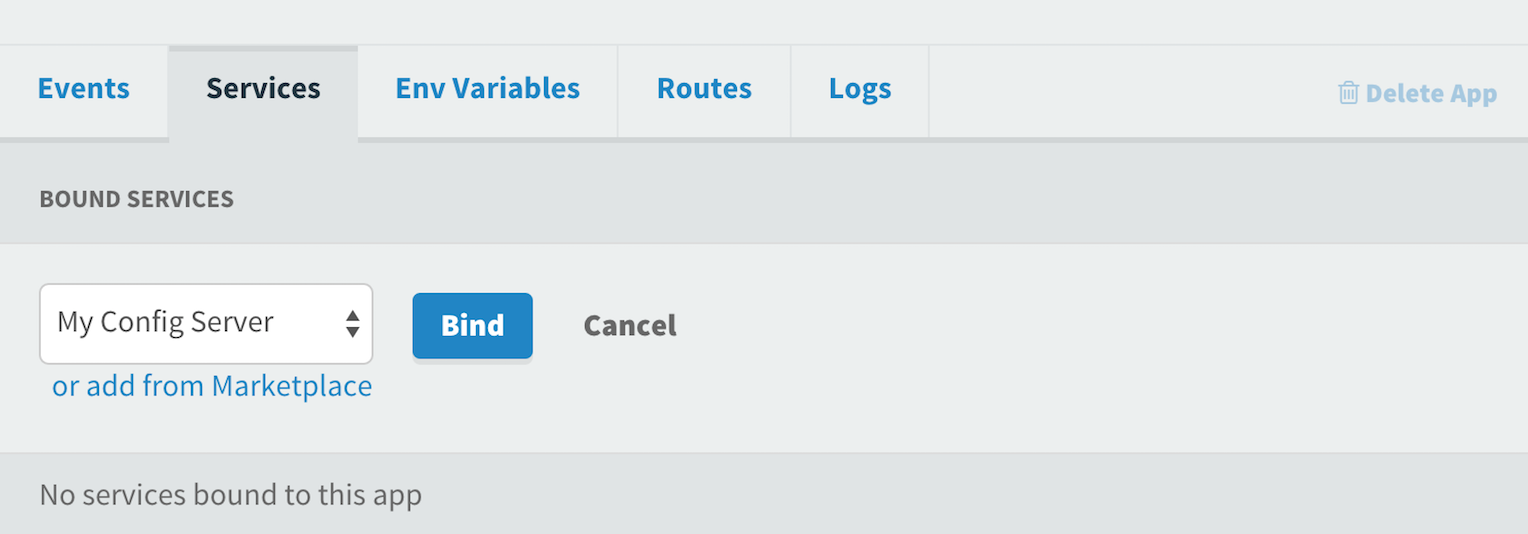 Events Services Env Variables Routes Logs Delete App
BOUND SERVICES
My Config Server Bind Cancel
or add from Marketplace
No services bound to this app